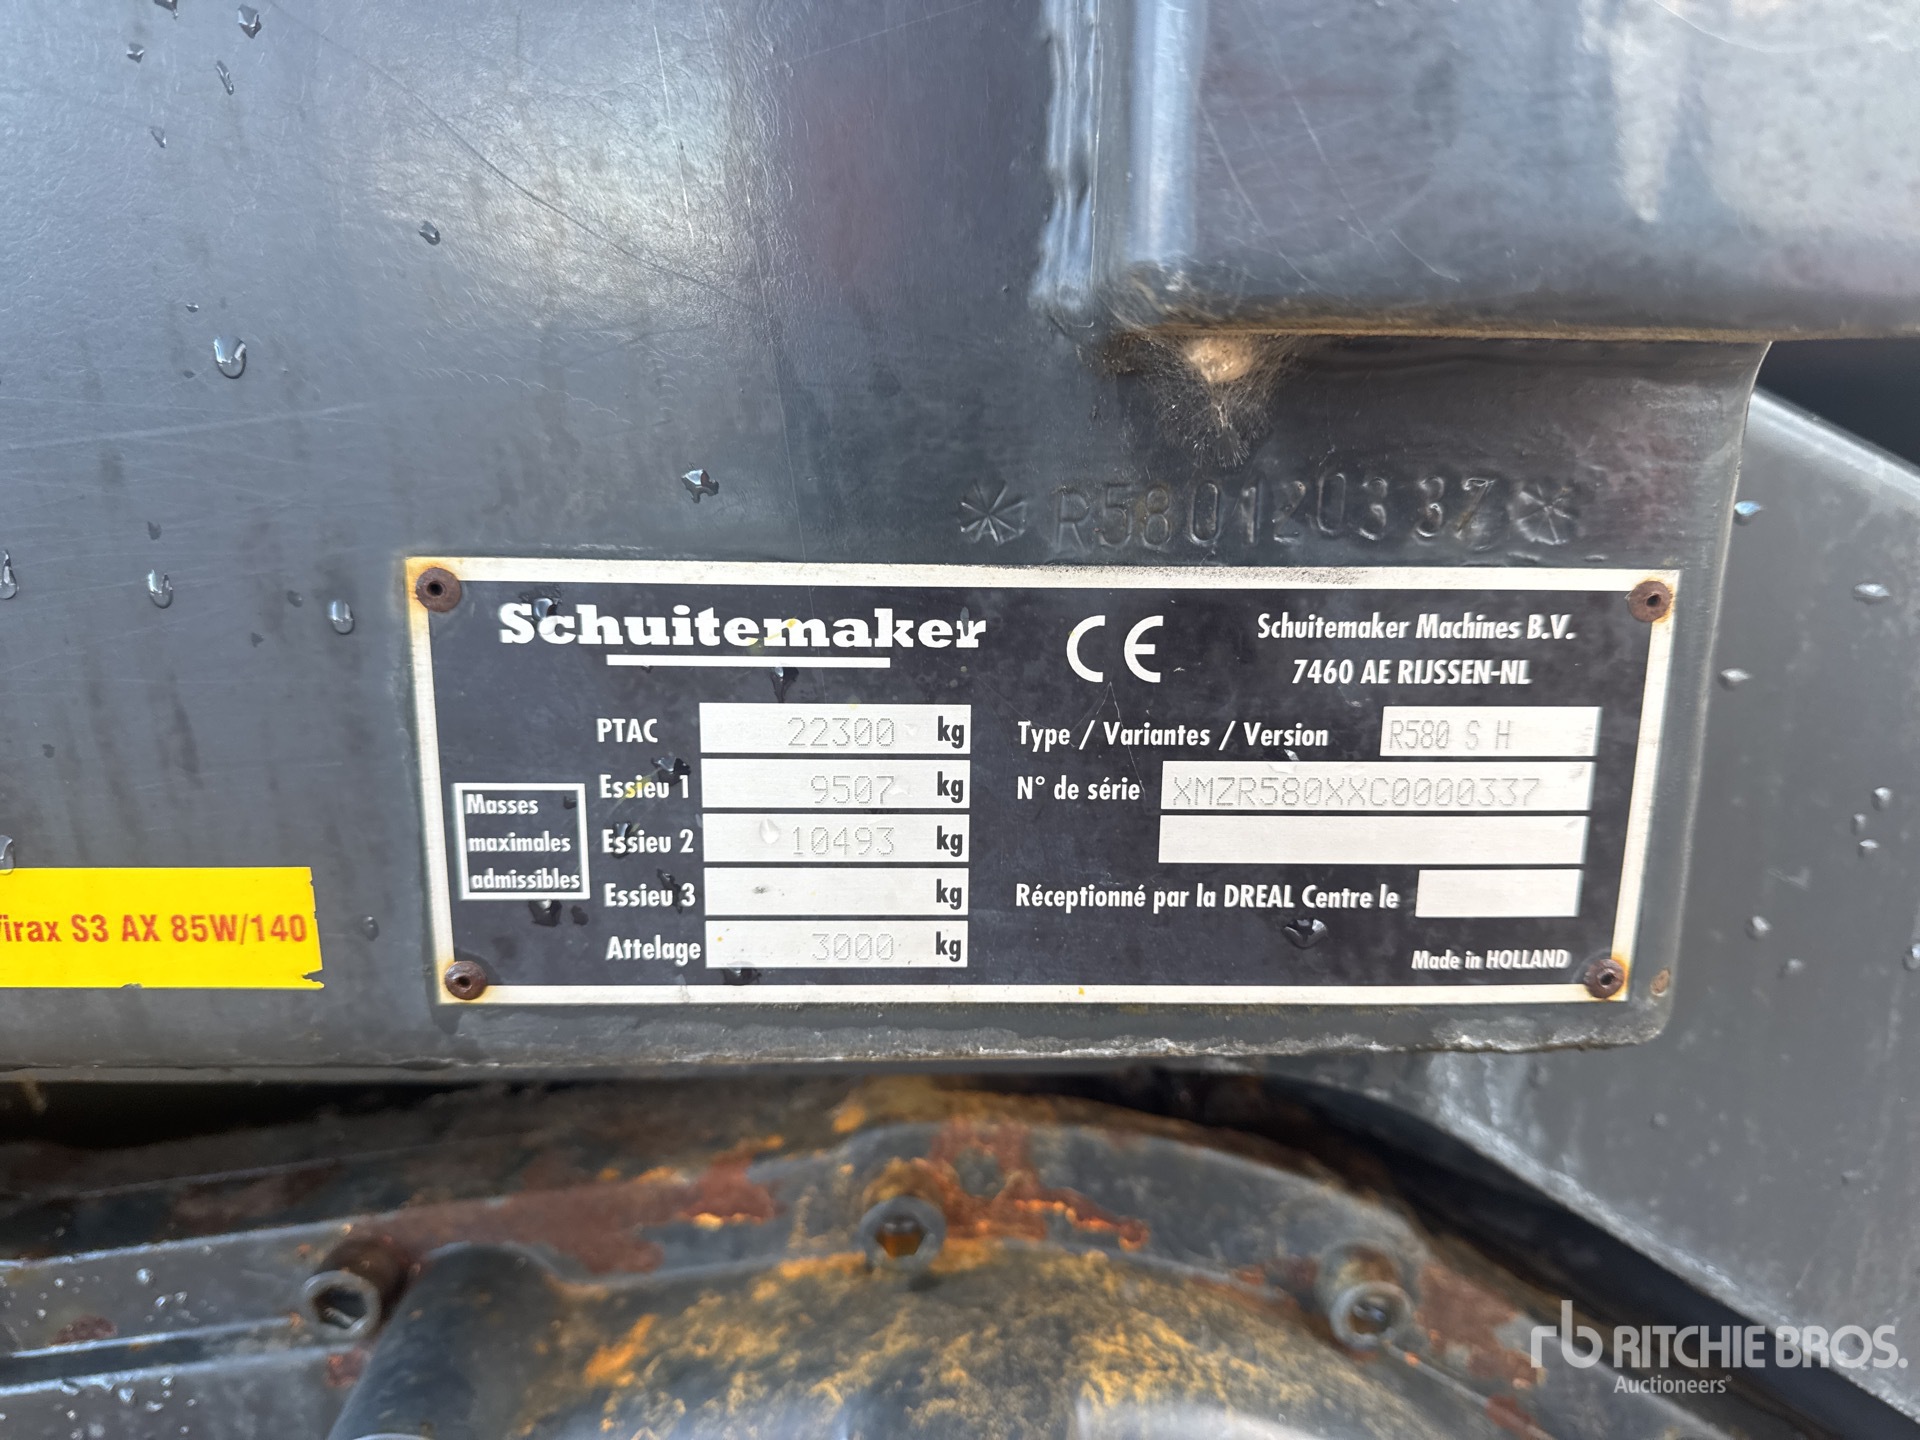 *R580120337*
Schuitemaker
CE
Schuitemaker Machines B.V.
7460 AE RIJSSEN-NL
PTAC 22300 kg
Essieu 1 9507 kg
Essieu 2 10493 kg
Essieu 3 kg
Attelage 3000 kg
Masses
maximales
admissibles
Type / Variantes / Version R580 S H
N° de série XMZR580XXC0000337
Réceptionné par la DREAL Centre le
Made in HOLLAND
S3 AX 85W/140
rb RITCHIE BROS.
Auctioneers